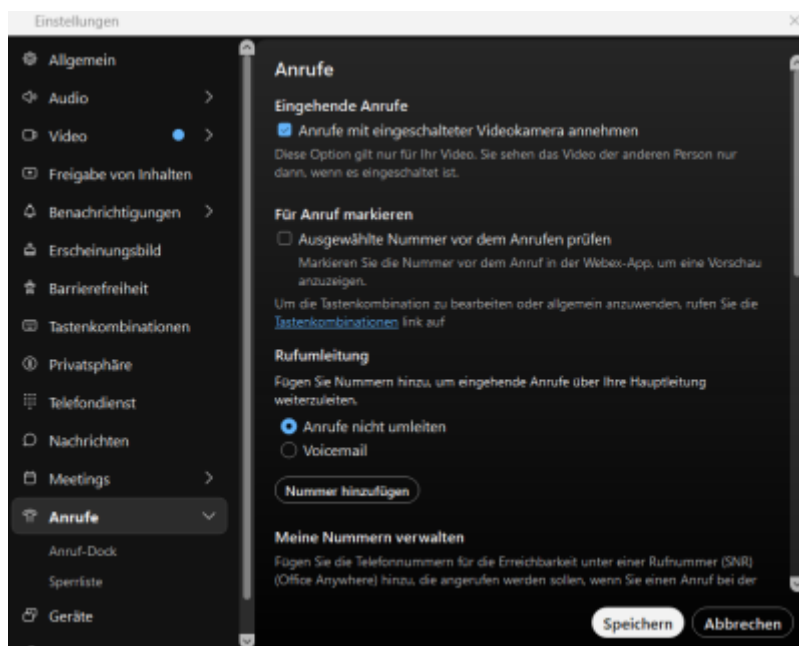 Einstellungen
Allgemein
Audio
Video
Freigabe von Inhalten
Benachrichtigungen
Erscheinungsbild
Barrierefreiheit
Tastenkombinationen
Privatsphäre
Telefondienst
Nachrichten
Meetings
Anrufe
Anruf-Dock
Sperrliste
Geräte
Anrufe
Eingehende Anrufe
Anrufe mit eingeschalteter Videokamera annehmen
Diese Option gilt nur für Ihr Video. Sie sehen das Video der anderen Person nur
dann, wenn es eingeschaltet ist.
Für Anruf markieren
Ausgewählte Nummer vor dem Anrufen prüfen
Markieren Sie die Nummer vor dem Anruf in der Webex-App, um eine Vorschau
anzuzeigen.
Um die Tastenkombination zu bearbeiten oder allgemein anzuwenden, rufen Sie die
Tastenkombinationen link auf
Rufumleitung
Fügen Sie Nummern hinzu, um eingehende Anrufe über Ihre Hauptleitung
weiterzuleiten.
Anrufe nicht umleiten
Voicemail
Nummer hinzufügen
Meine Nummern verwalten
Fügen Sie die Telefonnummern für die Erreichbarkeit unter einer Rufnummer (SNR)
(Office Anywhere) hinzu, die angerufen werden sollen, wenn Sie einen Anruf bei der
Speichern
Abbrechen